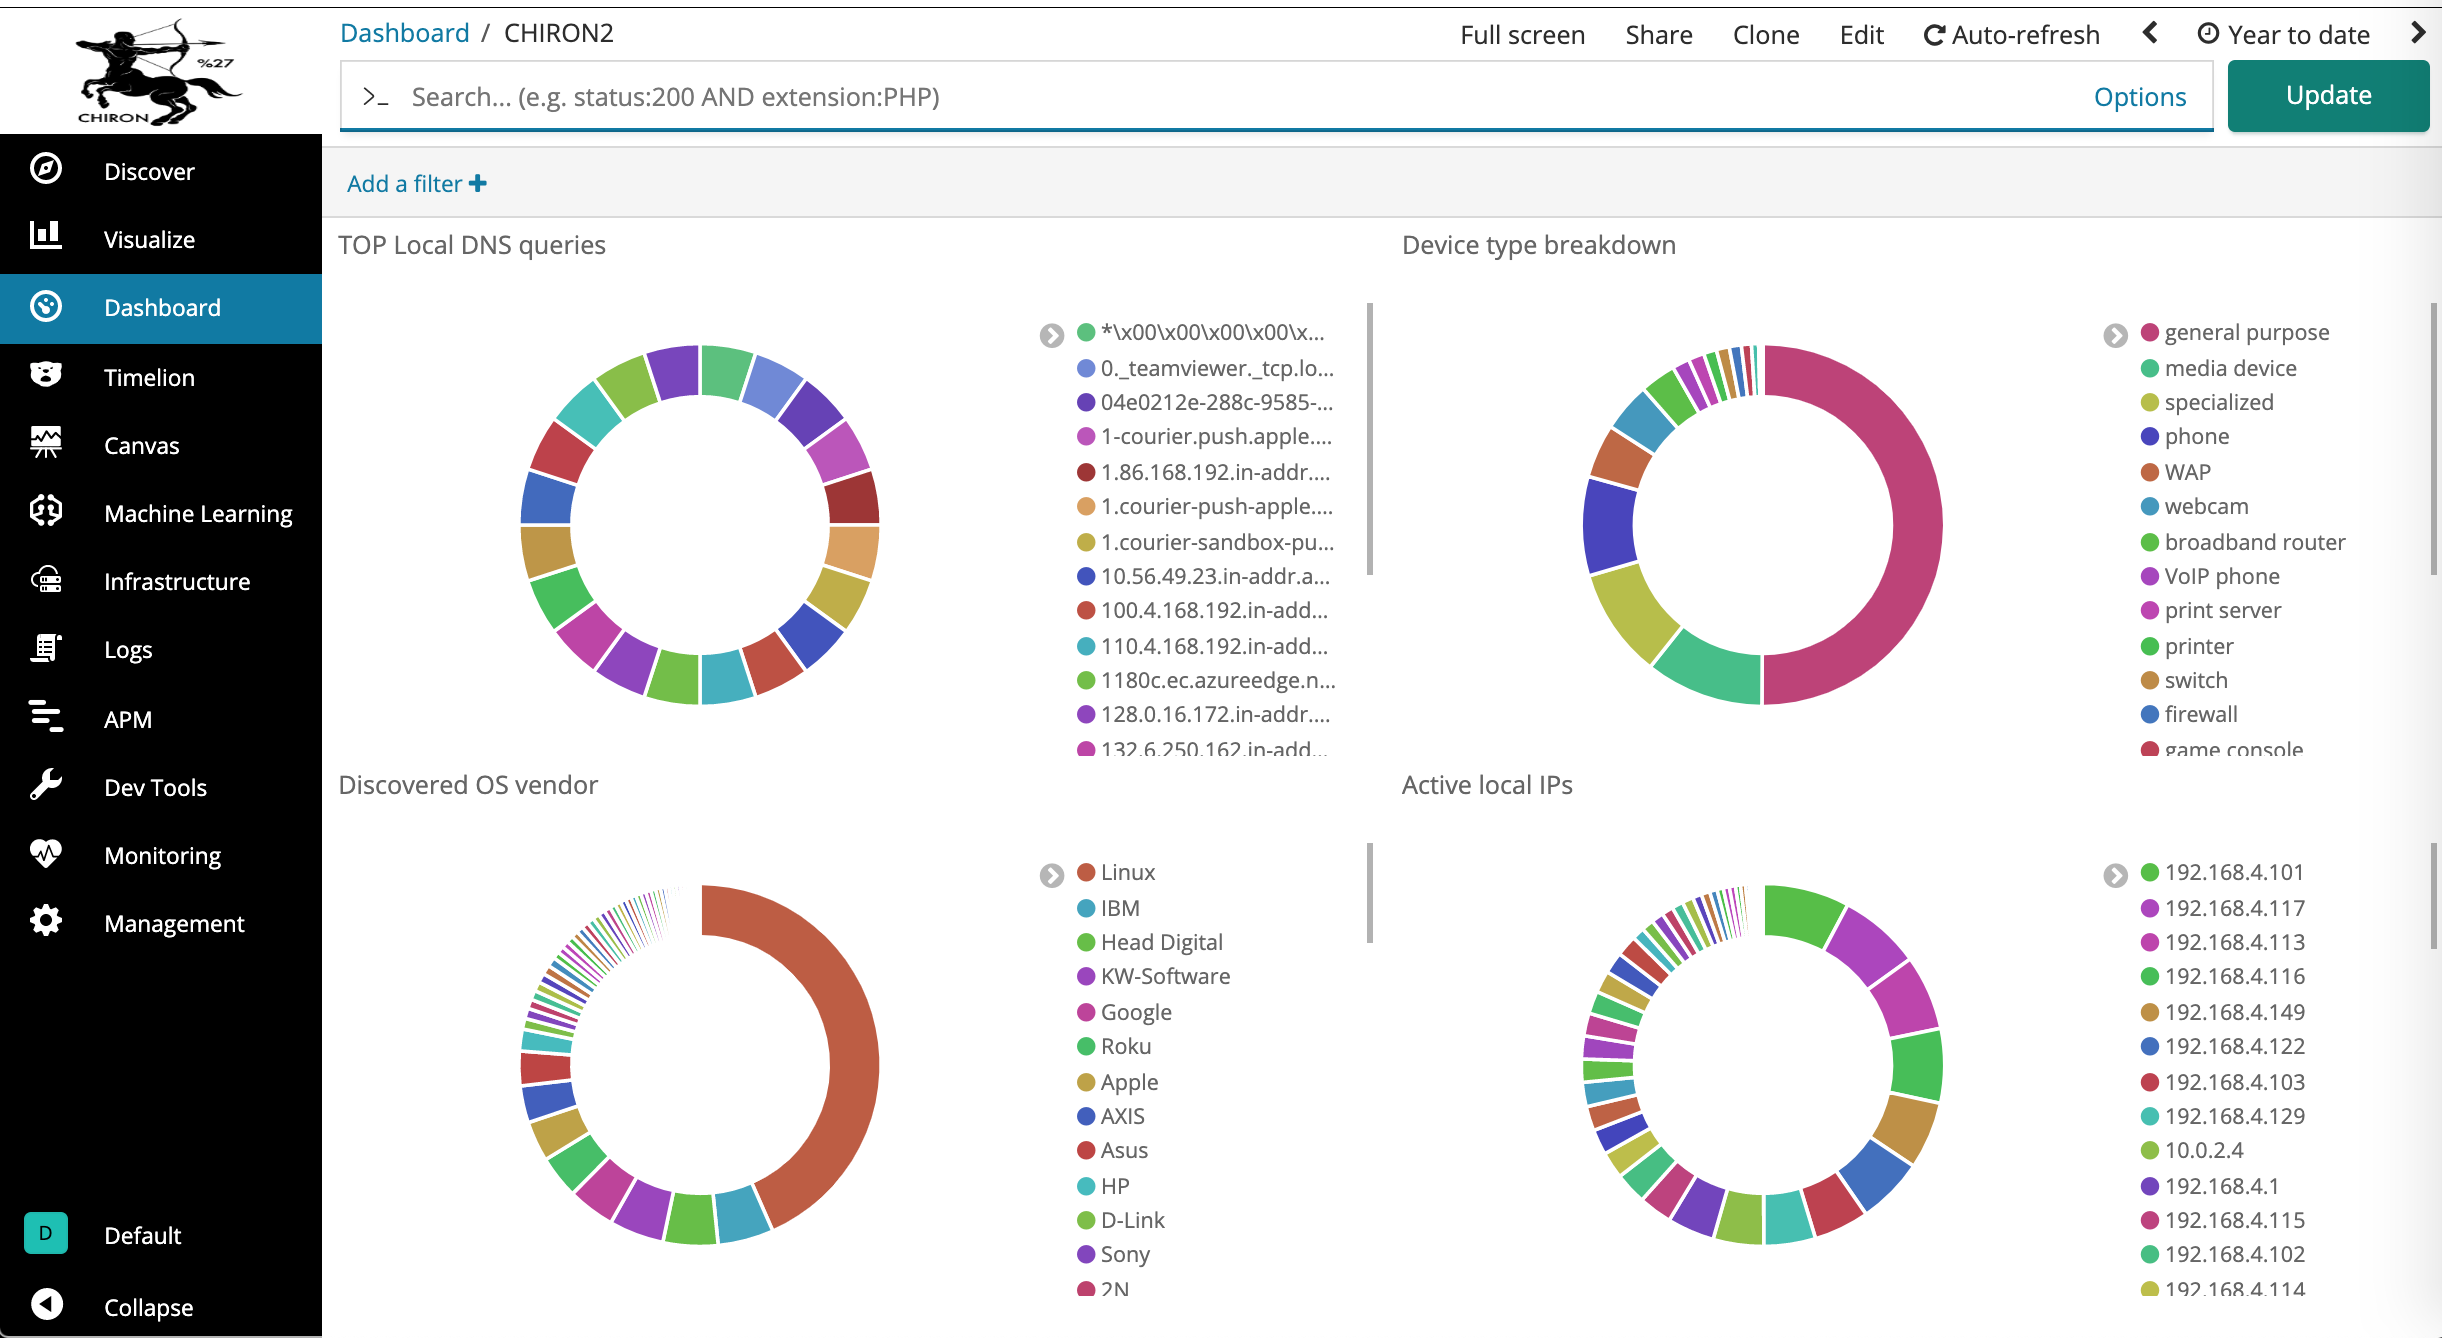 %27
CHIRON
Dashboard / CHIRON2
Full screen Share Clone Edit Auto-refresh Year to date
>_ Search... (e.g. status:200 AND extension:PHP) Options
Update
Discover
Visualize
Dashboard
Timelion
Canvas
Machine Learning
Infrastructure
Logs
APM
Dev Tools
Monitoring
Management
D Default
Collapse
Add a filter +
TOP Local DNS queries
*\x00\x00\x00\x00\x...
0._teamviewer._tcp.lo...
04e0212e-288c-9585-...
1-courier.push.apple....
1.86.168.192.in-addr....
1.courier-push-apple....
1.courier-sandbox-pu...
10.56.49.23.in-addr.a...
100.4.168.192.in-add...
110.4.168.192.in-add...
1180c.ec.azureedge.n...
128.0.16.172.in-addr....
132.6.250.162.in-add...
Device type breakdown
general purpose
media device
specialized
phone
WAP
webcam
broadband router
VoIP phone
print server
printer
switch
firewall
game console
Discovered OS vendor
Linux
IBM
Head Digital
KW-Software
Google
Roku
Apple
AXIS
Asus
HP
D-Link
Sony
2N
Active local IPs
192.168.4.101
192.168.4.117
192.168.4.113
192.168.4.116
192.168.4.149
192.168.4.122
192.168.4.103
192.168.4.129
10.0.2.4
192.168.4.1
192.168.4.115
192.168.4.102
192.168.4.114